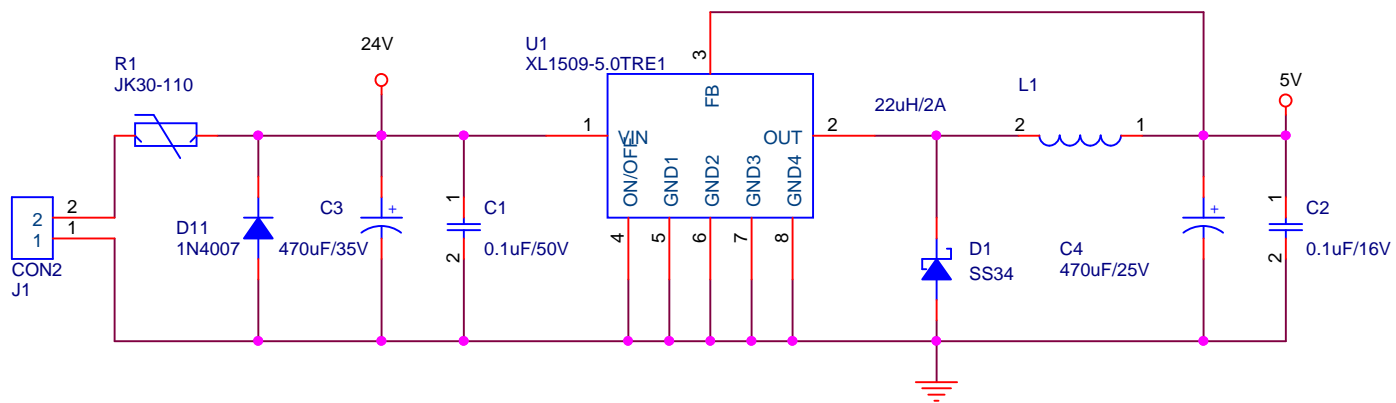 R1
JK30-110
24V
U1
XL1509-5.0TRE1
3
FB
22uH/2A
L1
5V
1
VIN
ON/OFF
GND1
GND2
GND3
GND4
OUT
2
2
1
4
5
6
7
8
2
1
2
1
CON2
J1
D11
1N4007
C3
+
470uF/35V
1
2
C1
0.1uF/50V
D1
SS34
C4
470uF/25V
+
1
2
C2
0.1uF/16V